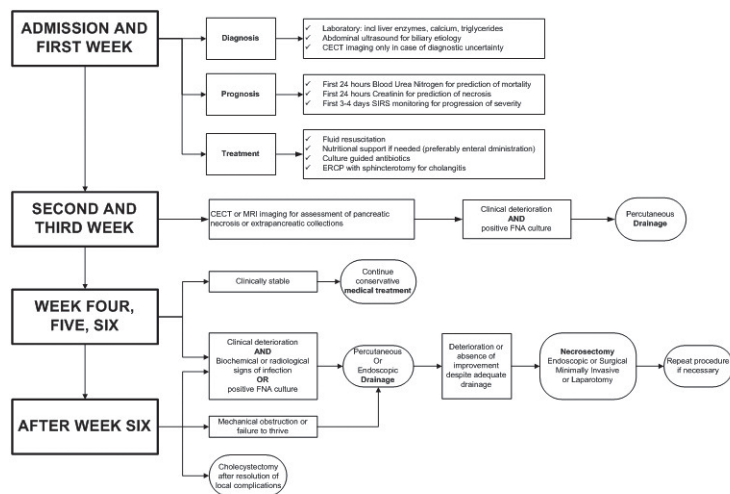 ADMISSION AND
FIRST WEEK
Diagnosis
✓ Laboratory: incl liver enzymes, calcium, triglycerides
✓ Abdominal ultrasound for biliary etiology
✓ CECT imaging only in case of diagnostic uncertainty
Prognosis
✓ First 24 hours Blood Urea Nitrogen for prediction of mortality
✓ First 24 hours Creatinin for prediction of necrosis
✓ First 3-4 days SIRS monitoring for progression of severity
Treatment
✓ Fluid resuscitation
✓ Nutritional support if needed (preferably enteral dministration)
✓ Culture guided antibiotics
✓ ERCP with sphincterotomy for cholangitis
SECOND AND
THIRD WEEK
CECT or MRI imaging for assessment of pancreatic
necrosis or extrapancreatic collections
Clinical deterioration
AND
positive FNA culture
Percutaneous
Drainage
WEEK FOUR,
FIVE, SIX
Clinically stable
Continue
conservative
medical treatment
Clinical deterioration
AND
Biochemical or radiological
signs of infection
OR
positive FNA culture
Percutaneous
Or
Endoscopic
Drainage
Deterioration or
absence of
improvement
despite adequate
drainage
Necrosectomy
Endoscopic or Surgical
Minimally Invasive
or Laparotomy
Repeat procedure
if necessary
AFTER WEEK SIX
Mechanical obstruction or
failure to thrive
Cholecystectomy
after resolution of
local complications